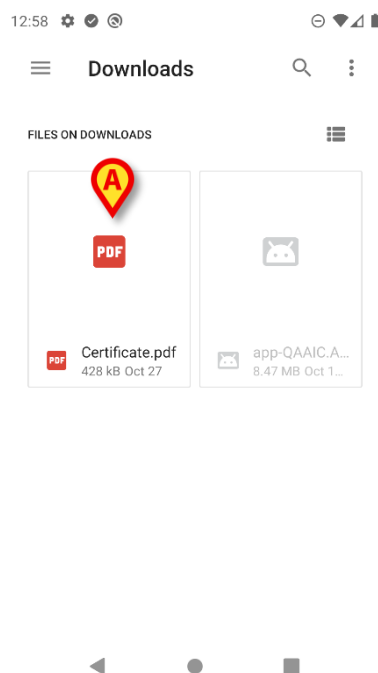 12:58
Downloads
FILES ON DOWNLOADS
A
PDF
PDF
Certificate.pdf
428 kB Oct 27
app-QAAIC.A...
8.47 MB Oct 1...